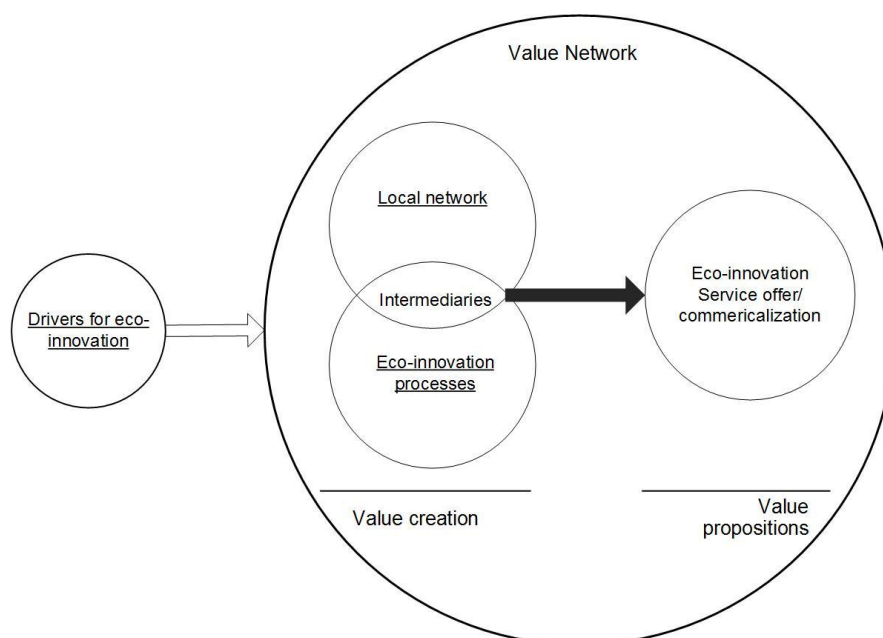 Value Network
Local network
Drivers for eco-
innovation
Intermediaries
Eco-innovation
processes
Eco-innovation
Service offer/
commericalization
Value creation
Value
propositions